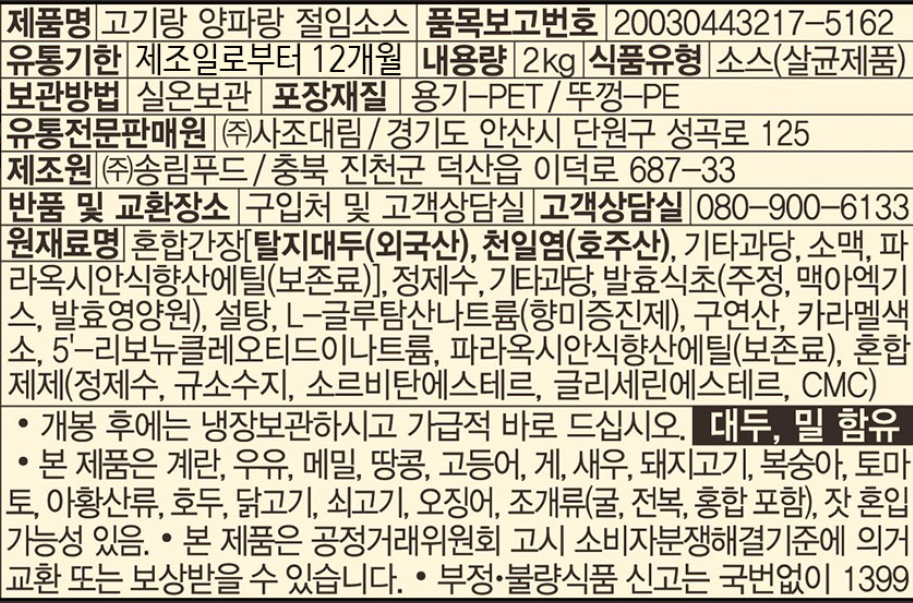 제품명 고기랑 양파랑 절임소스 품목보고번호 20030443217-5162
유통기한 제조일로부터 12개월 내용량 2kg 식품유형 소스(살균제품)
보관방법 실온보관 포장재질 용기-PET/뚜껑-PE
유통전문판매원 ㈜사조대림/경기도 안산시 단원구 성곡로 125
제조원 ㈜송림푸드/충북 진천군 덕산읍 이덕로 687-33
반품 및 교환장소 구입처 및 고객상담실 고객상담실 080-900-6133
원재료명 혼합간장[탈지대두(외국산), 천일염(호주산), 기타과당, 소맥, 파
라옥시안식향산에틸(보존료)], 정제수, 기타과당, 발효식초(주정, 맥아엑기
스, 발효영양원), 설탕, L-글루탐산나트륨(향미증진제), 구연산, 카라멜색
소, 5'-리보뉴클레오티드이나트륨, 파라옥시안식향산에틸(보존료), 혼합
제제(정제수, 규소수지, 소르비탄에스테르, 글리세린에스테르, CMC)
• 개봉 후에는 냉장보관하시고 가급적 바로 드십시오. 대두, 밀 함유
• 본 제품은 계란, 우유, 메밀, 땅콩, 고등어, 게, 새우, 돼지고기, 복숭아, 토마
토, 아황산류, 호두, 닭고기, 쇠고기, 오징어, 조개류(굴, 전복, 홍합 포함), 잣 혼입
가능성 있음. • 본 제품은 공정거래위원회 고시 소비자분쟁해결기준에 의거
교환 또는 보상받을 수 있습니다. • 부정•불량식품 신고는 국번없이 1399